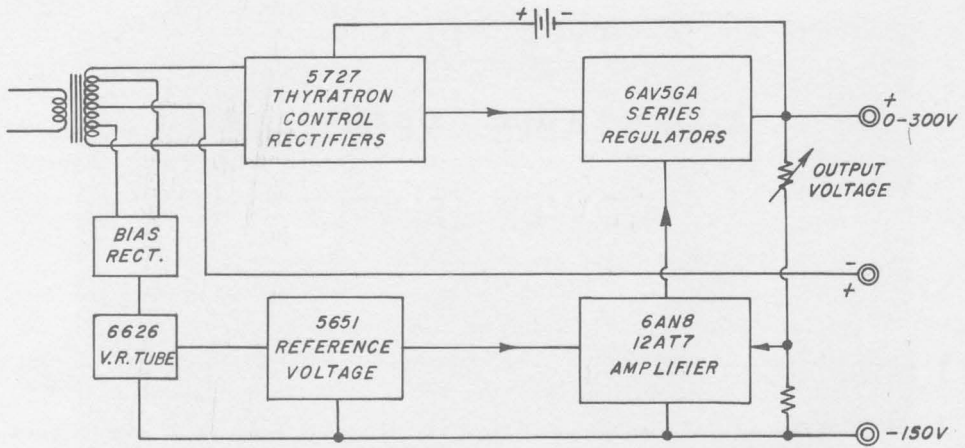 + -
5727
THYRATRON
CONTROL
RECTIFIERS
6AV5GA
SERIES
REGULATORS
+
0-300V
OUTPUT
VOLTAGE
BIAS
RECT.
-
+
6626
V.R. TUBE
5651
REFERENCE
VOLTAGE
6AN8
12AT7
AMPLIFIER
-150V